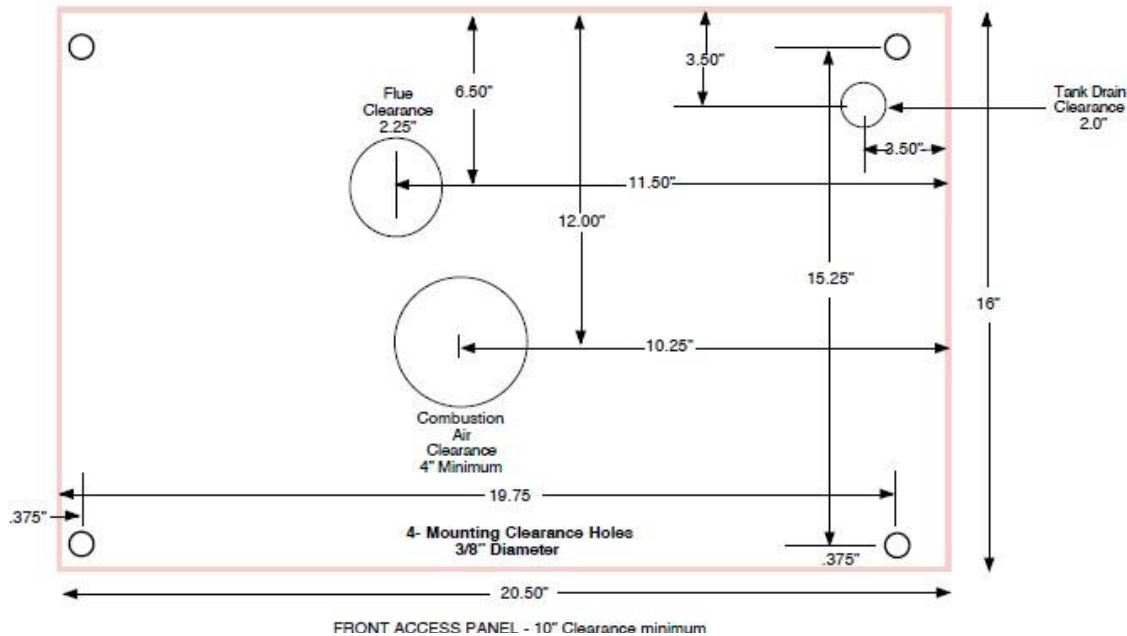 6.50"
3.50"
Flue
Clearance
2.25"
Tank Drain
Clearance
2.0"
3.50"
11.50"
12.00"
15.25"
16"
10.25"
Combustion
Air
Clearance
4" Minimum
19.75
.375"
4- Mounting Clearance Holes
3/8" Diameter
.375"
20.50"
FRONT ACCESS PANEL - 10" Clearance minimum